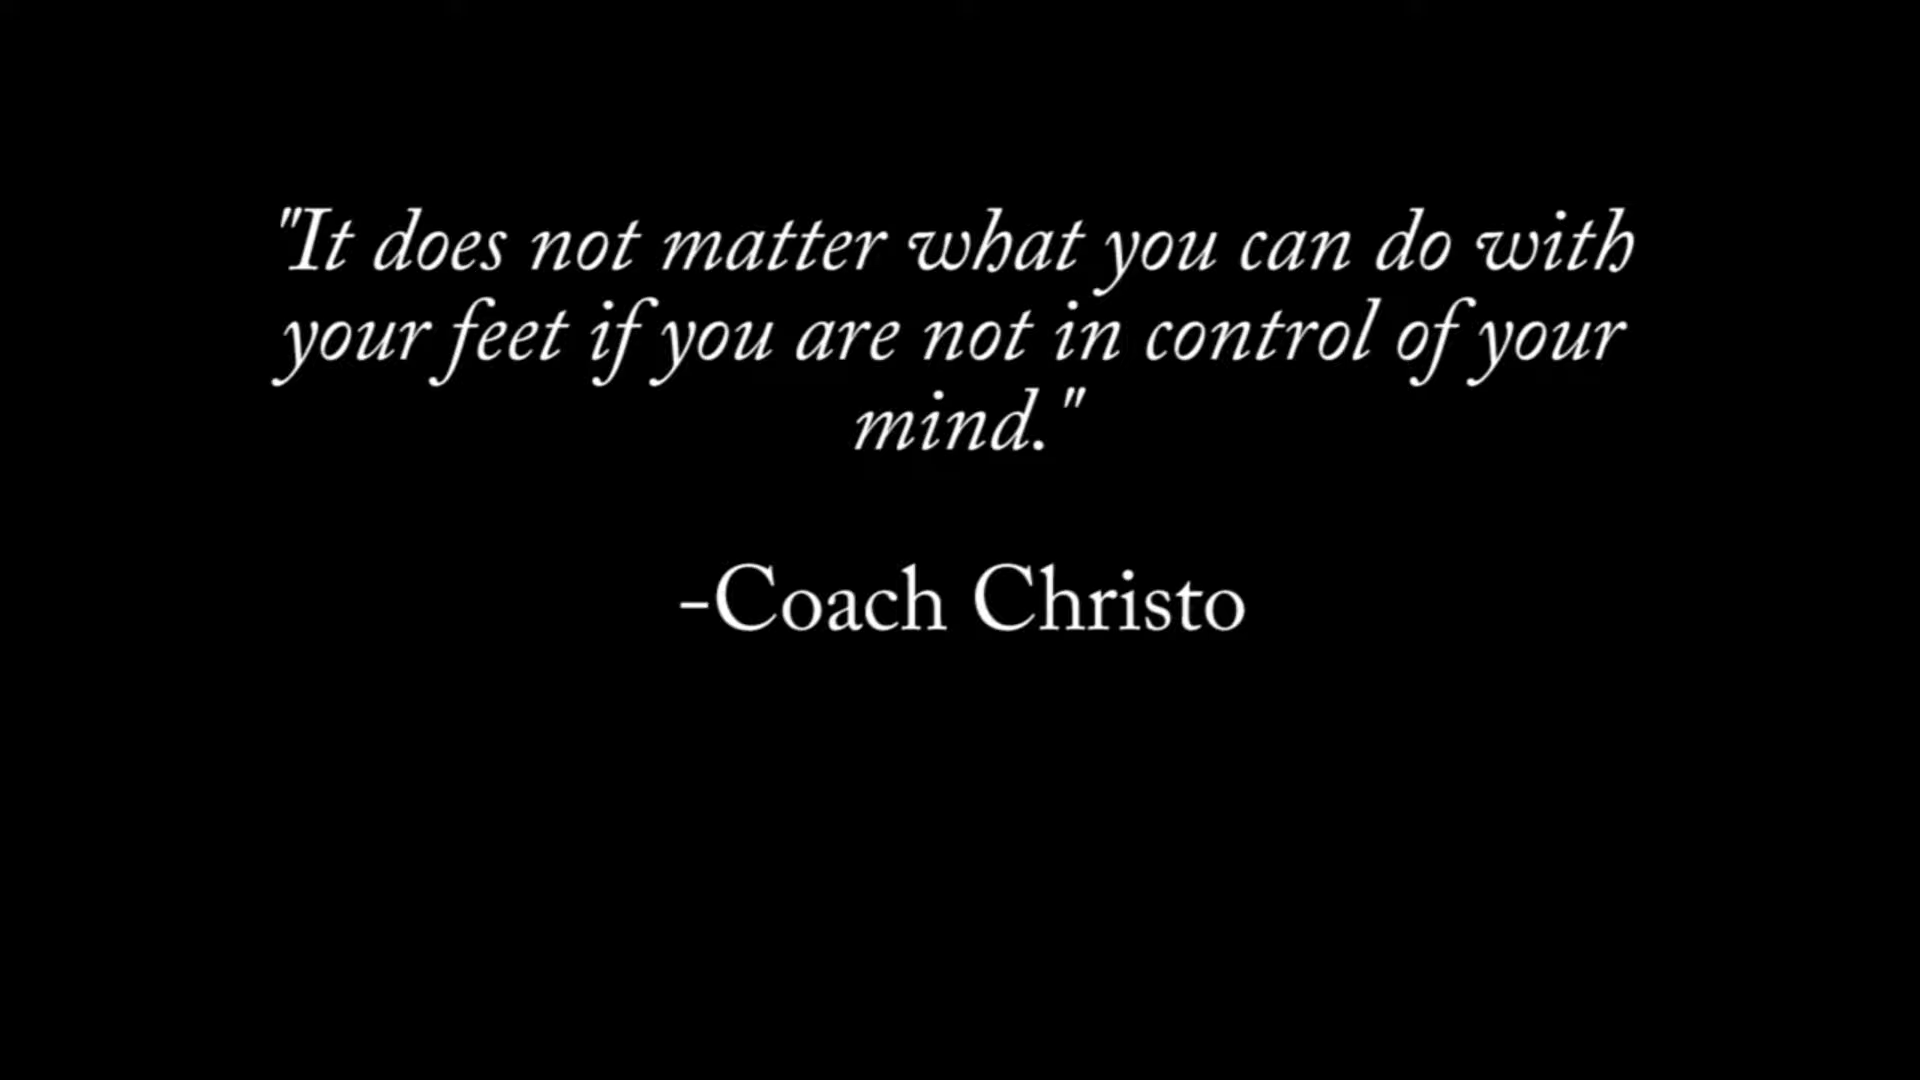 "It does not matter what you can do with
your feet if you are not in control of your
mind."
-Coach Christo